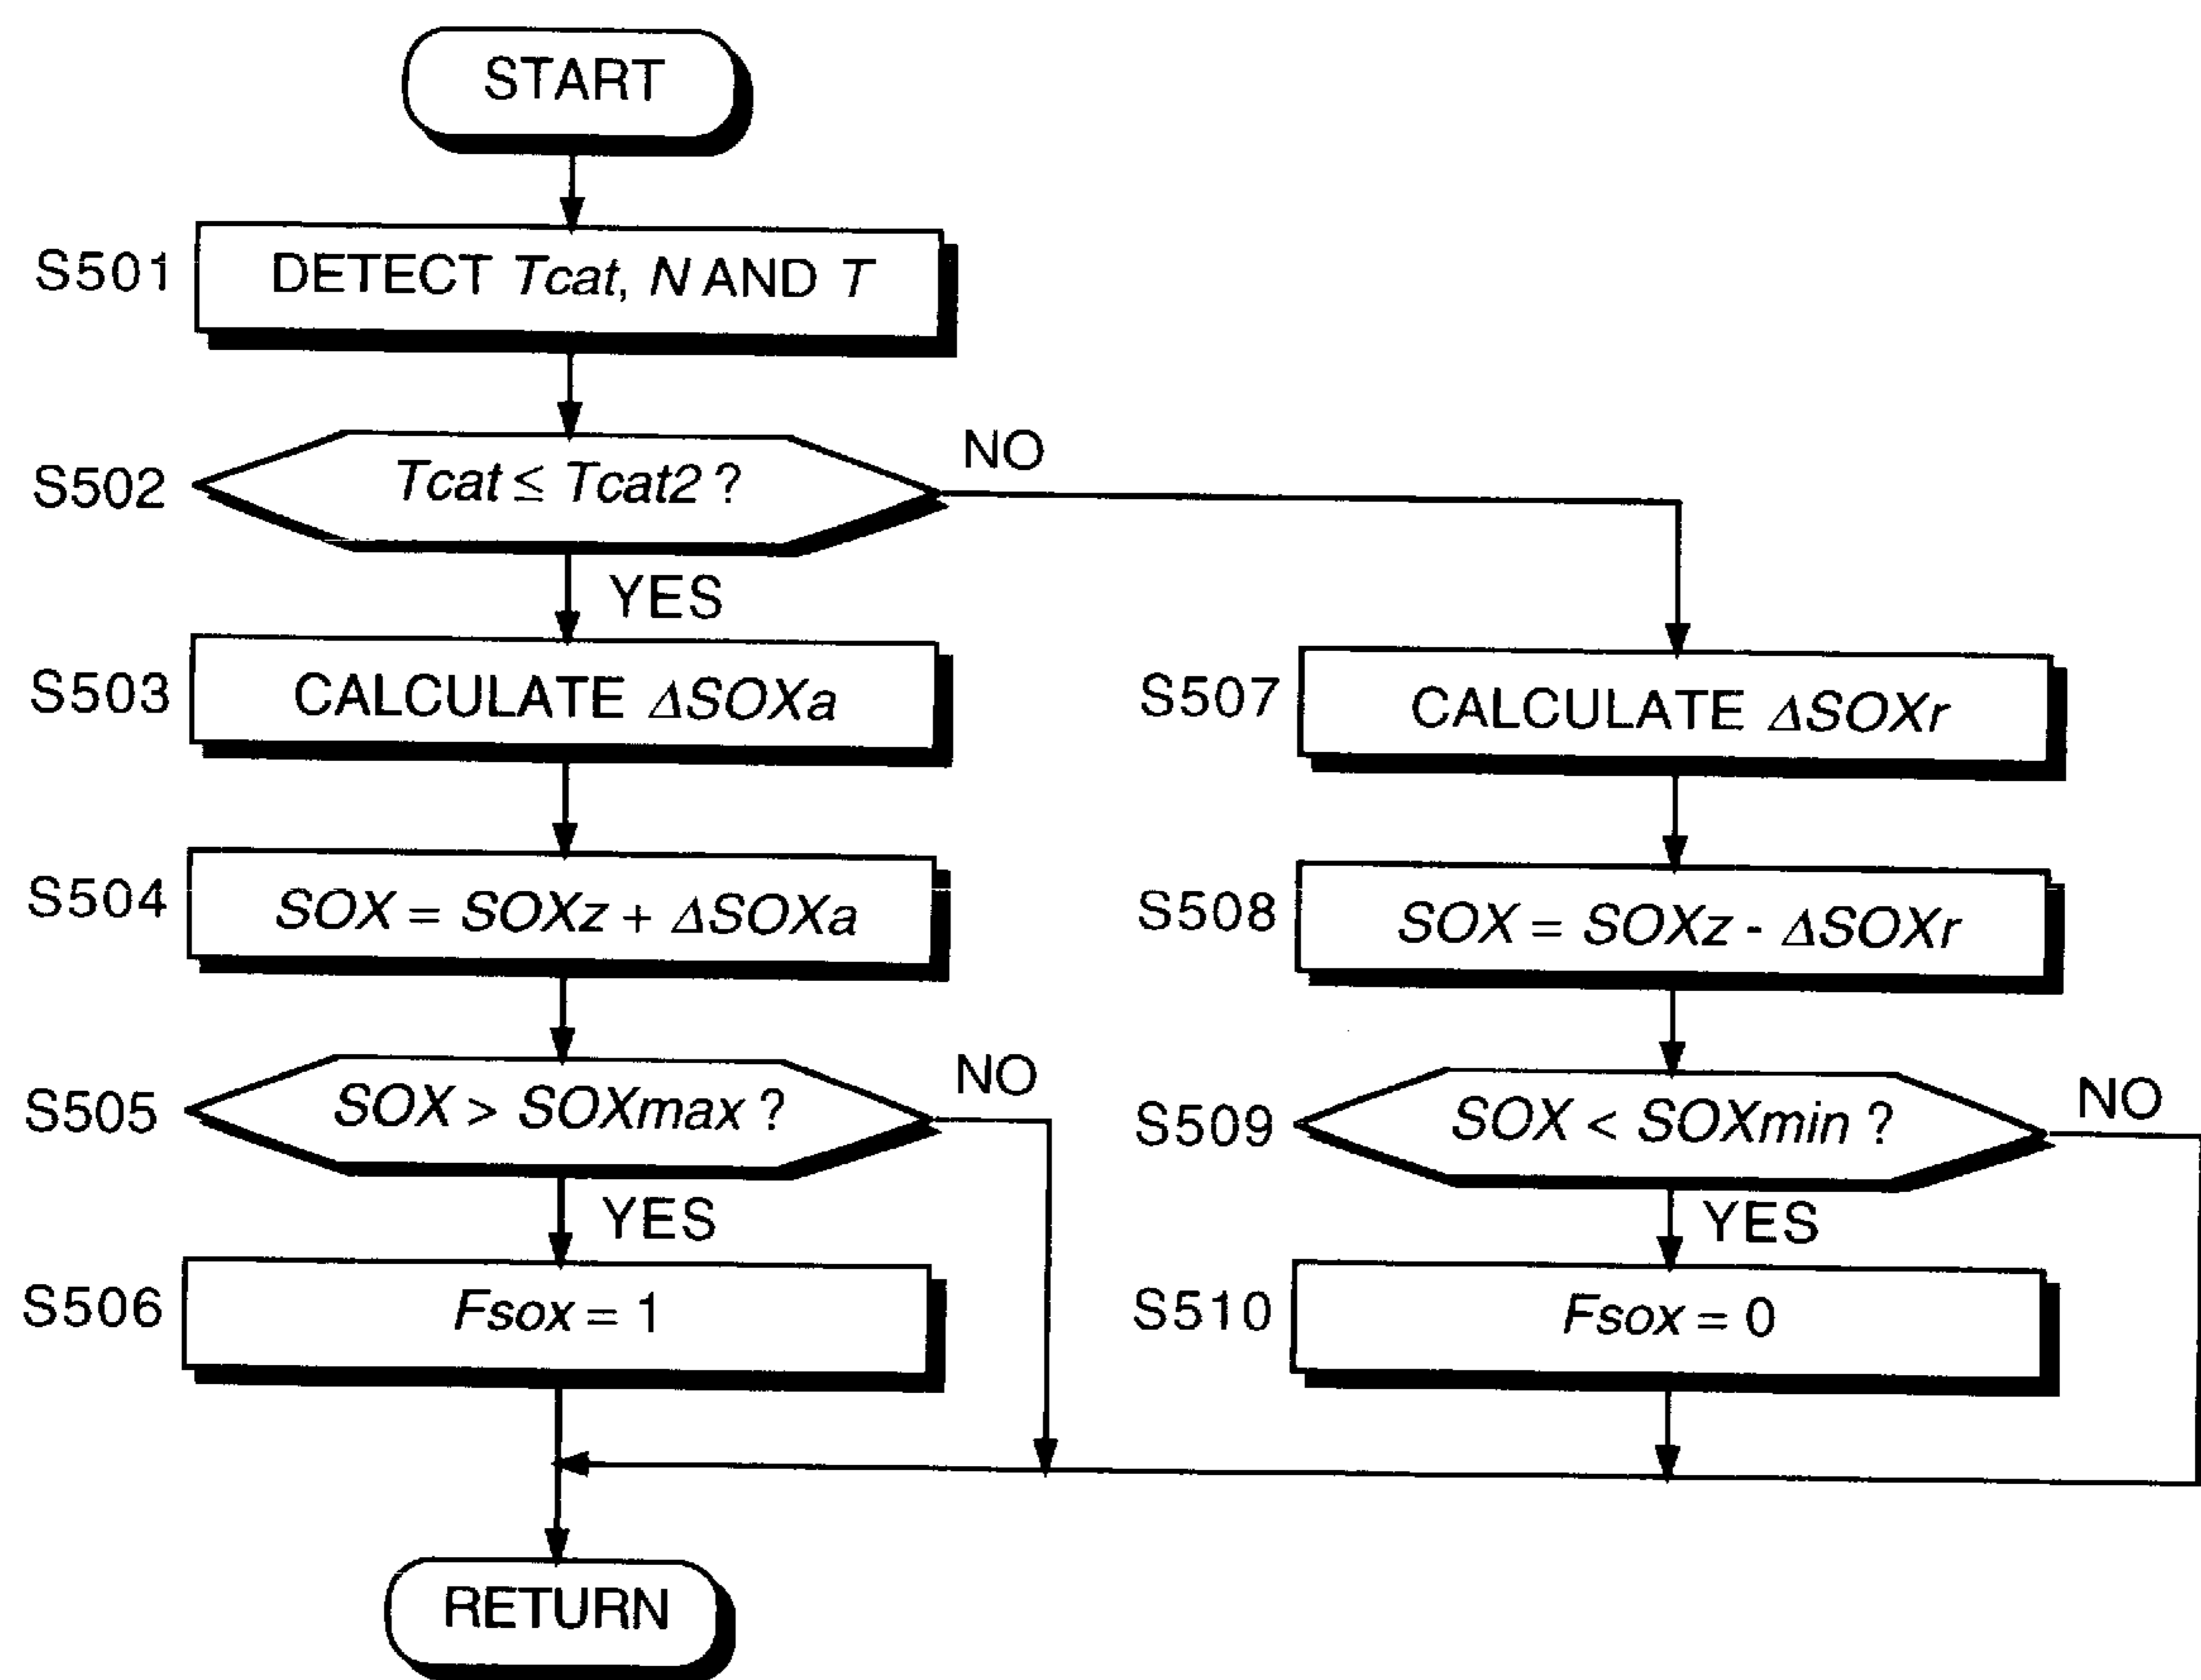 START
S501 DETECT Tcat, N AND T
S502 Tcat ≤ Tcat2 ? NO
YES
S503 CALCULATE ΔSOXa
S504 SOX = SOXz + ΔSOXa
S505 SOX > SOXmax ? NO
YES
S506 Fsox = 1
S507 CALCULATE ΔSOXr
S508 SOX = SOXz - ΔSOXr
S509 SOX < SOXmin ? NO
YES
S510 Fsox = 0
RETURN